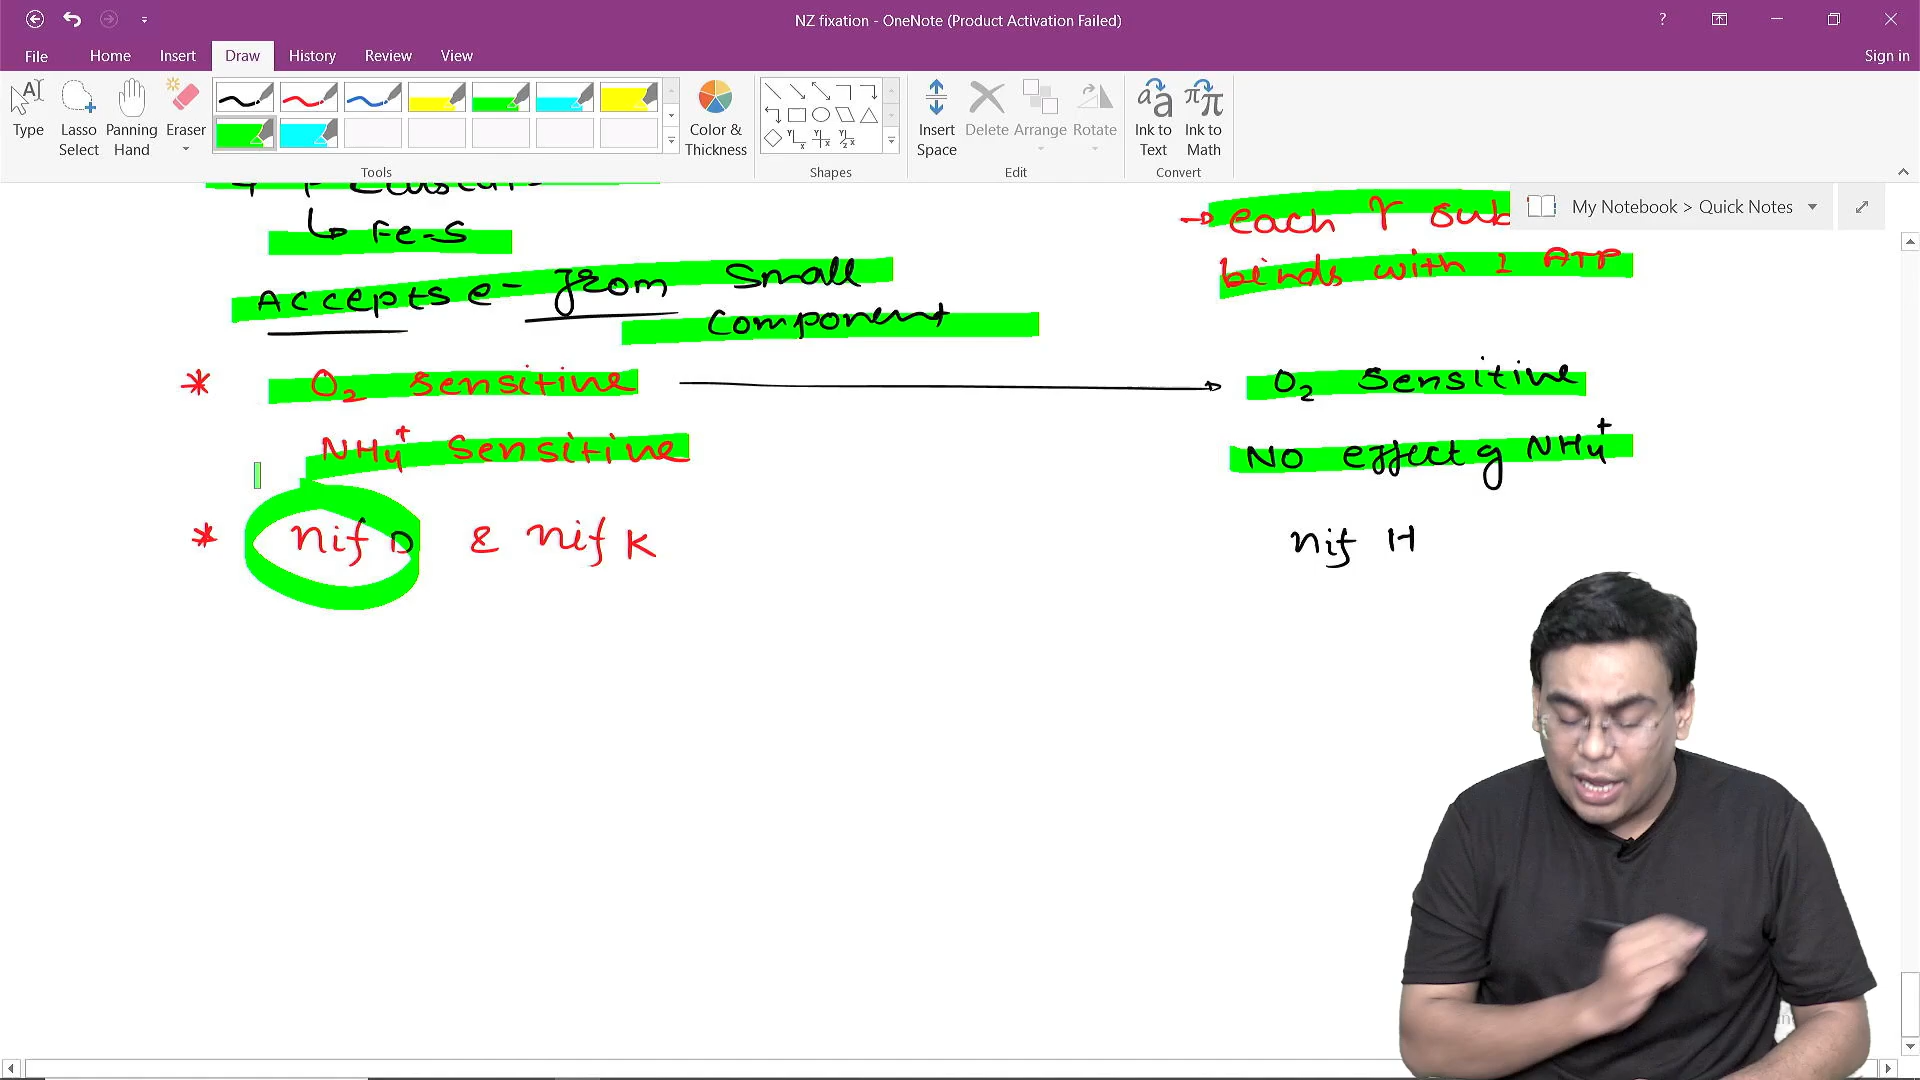 NZ fixation - OneNote (Product Activation Failed)
?
File Home Insert Draw History Review View
Sign in
Type
Lasso Select
Panning Hand
Eraser
Color & Thickness
Insert Space
Delete
Arrange
Rotate
Ink to Text
Ink to Math
Tools
Shapes
Edit
Convert
My Notebook > Quick Notes
↳ Fe-S
→ each γ sub
binds with 1 ATP
Accepts e- from small
component
* O2 sensitive → O2 sensitive
NH4+ sensitive
No effect of NH4+
* nif D & nif K
nif H